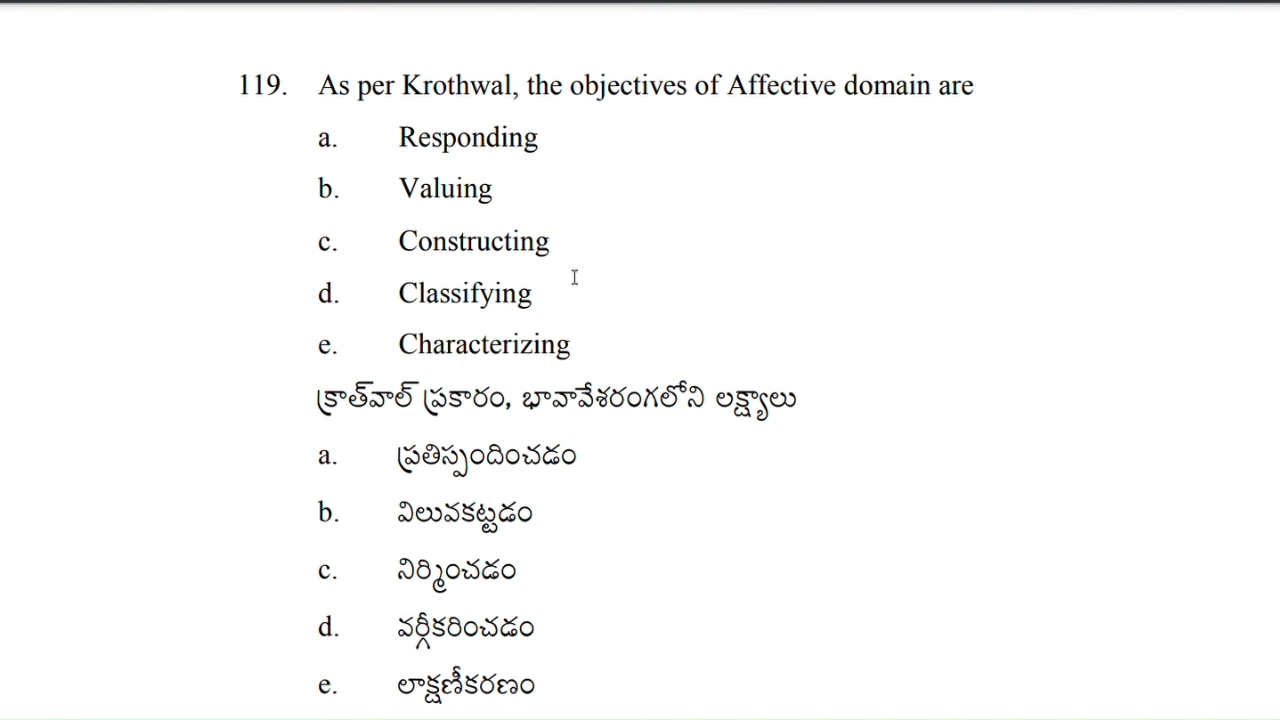 119. As per Krothwal, the objectives of Affective domain are
a. Responding
b. Valuing
c. Constructing
d. Classifying
e. Characterizing
క్రాత్‌వాల్ ప్రకారం, భావావేశరంగలోని లక్ష్యాలు
a. ప్రతిస్పందించడం
b. విలువకట్టడం
c. నిర్మించడం
d. వర్గీకరించడం
e. లాక్షణీకరణం